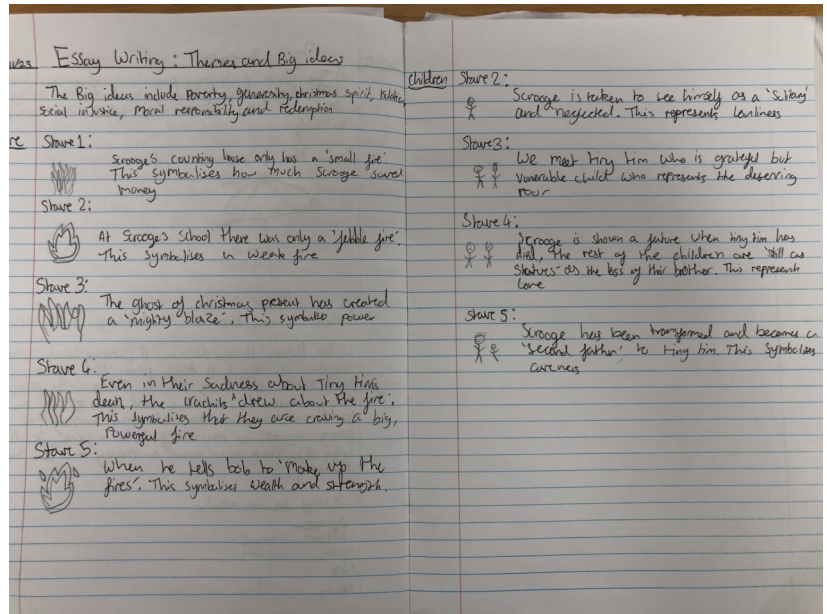 Essay Writing : Themes and Big ideas
The Big ideas include Poverty, generosity, christmas spirit,
Social injustice, Moral responsibility and redemption
Stave 1:
Scrooge's counting house only has a 'small fire'
This symbolises how much Scrooge saved
money
Stave 2:
At Scrooge's School there was only a 'febble fire'.
This symbolises a weak fire
Stave 3:
The ghost of christmas present has created
a 'mighty blaze'. This symbolises power
Stave 4:
Even in their Sadness about Tiny tims
the crachits 'drew about the fire'.
This symbolises that they are craving a big,
Powerful fire
Stave 5:
When he tells bob to 'make up the
fires'. This symbolises wealth and strength.
Children Stave 2:
Scrooge is taken to see himself as a 'Solitary'
and 'neglected'. This represents
Stave 3:
We meet tiny tim who is grateful but
vunerable child who represents the deserving
Pour
Stave 4:
Scrooge is shown a future when tiny tim has
died, the rest of the children are 'still as
Statues' as the loss of their brother. This represents
Love
Stave 5:
Scrooge has been transformed and becomes a
'Second father' to tiny tim. This Symbolises
careness